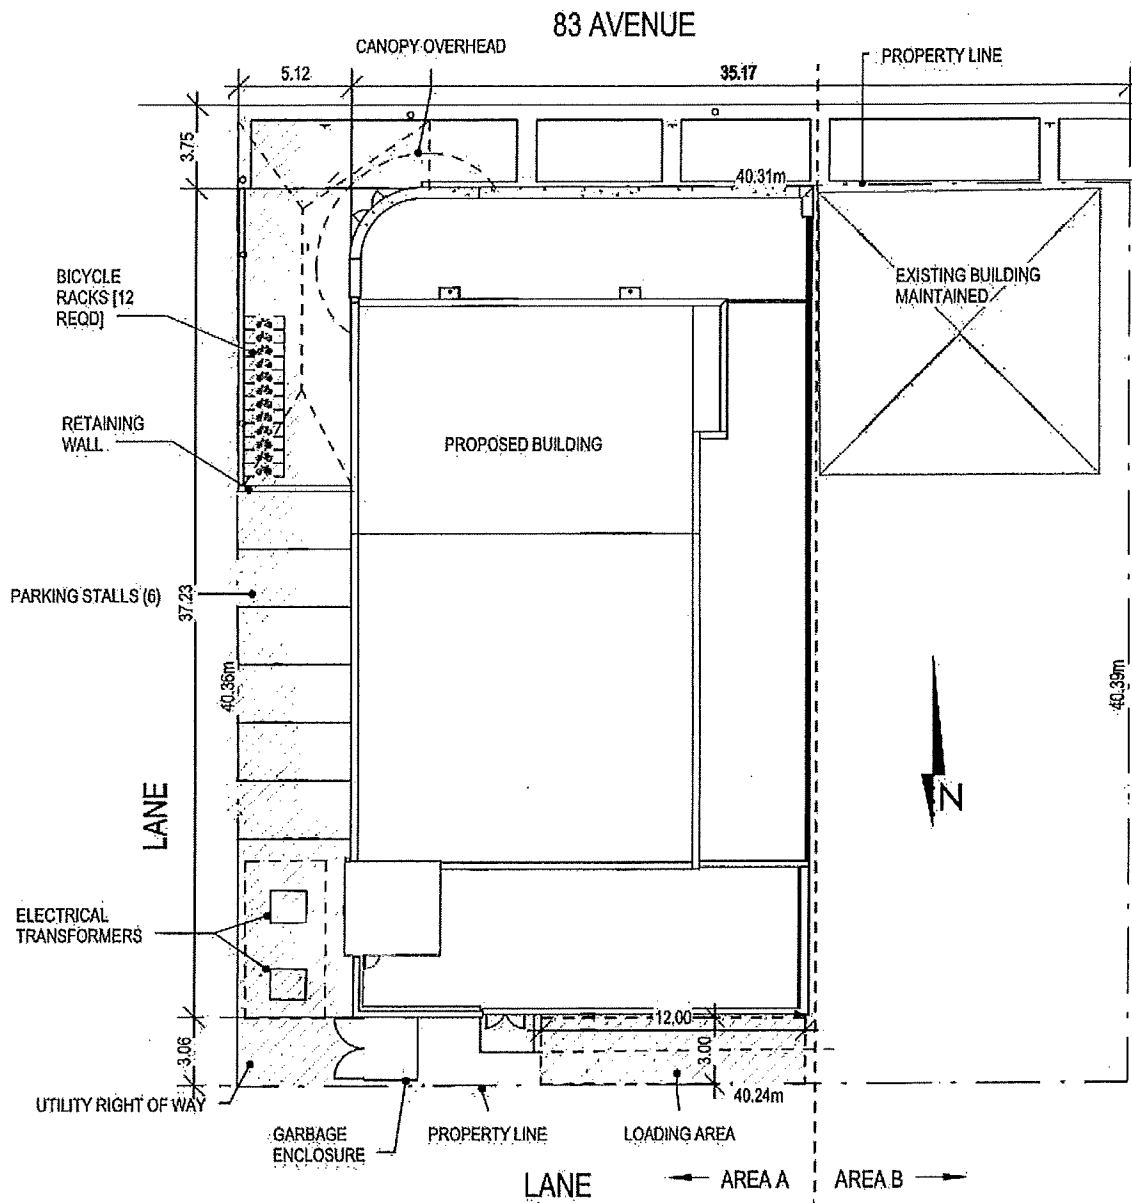 83 AVENUE
CANOPY OVERHEAD
PROPERTY LINE
5.12
35.17
3.75
40.31m
BICYCLE
RACKS [12
REQD]
EXISTING BUILDING
MAINTAINED
RETAINING
WALL
7
PROPOSED BUILDING
PARKING STALLS (6)
37.23
40.36m
40.39m
N
LANE
ELECTRICAL
TRANSFORMERS
12.00
3.06
3.00
40.24m
UTILITY RIGHT OF WAY
GARBAGE
ENCLOSURE
PROPERTY LINE
LOADING AREA
LANE
AREA A
AREA B